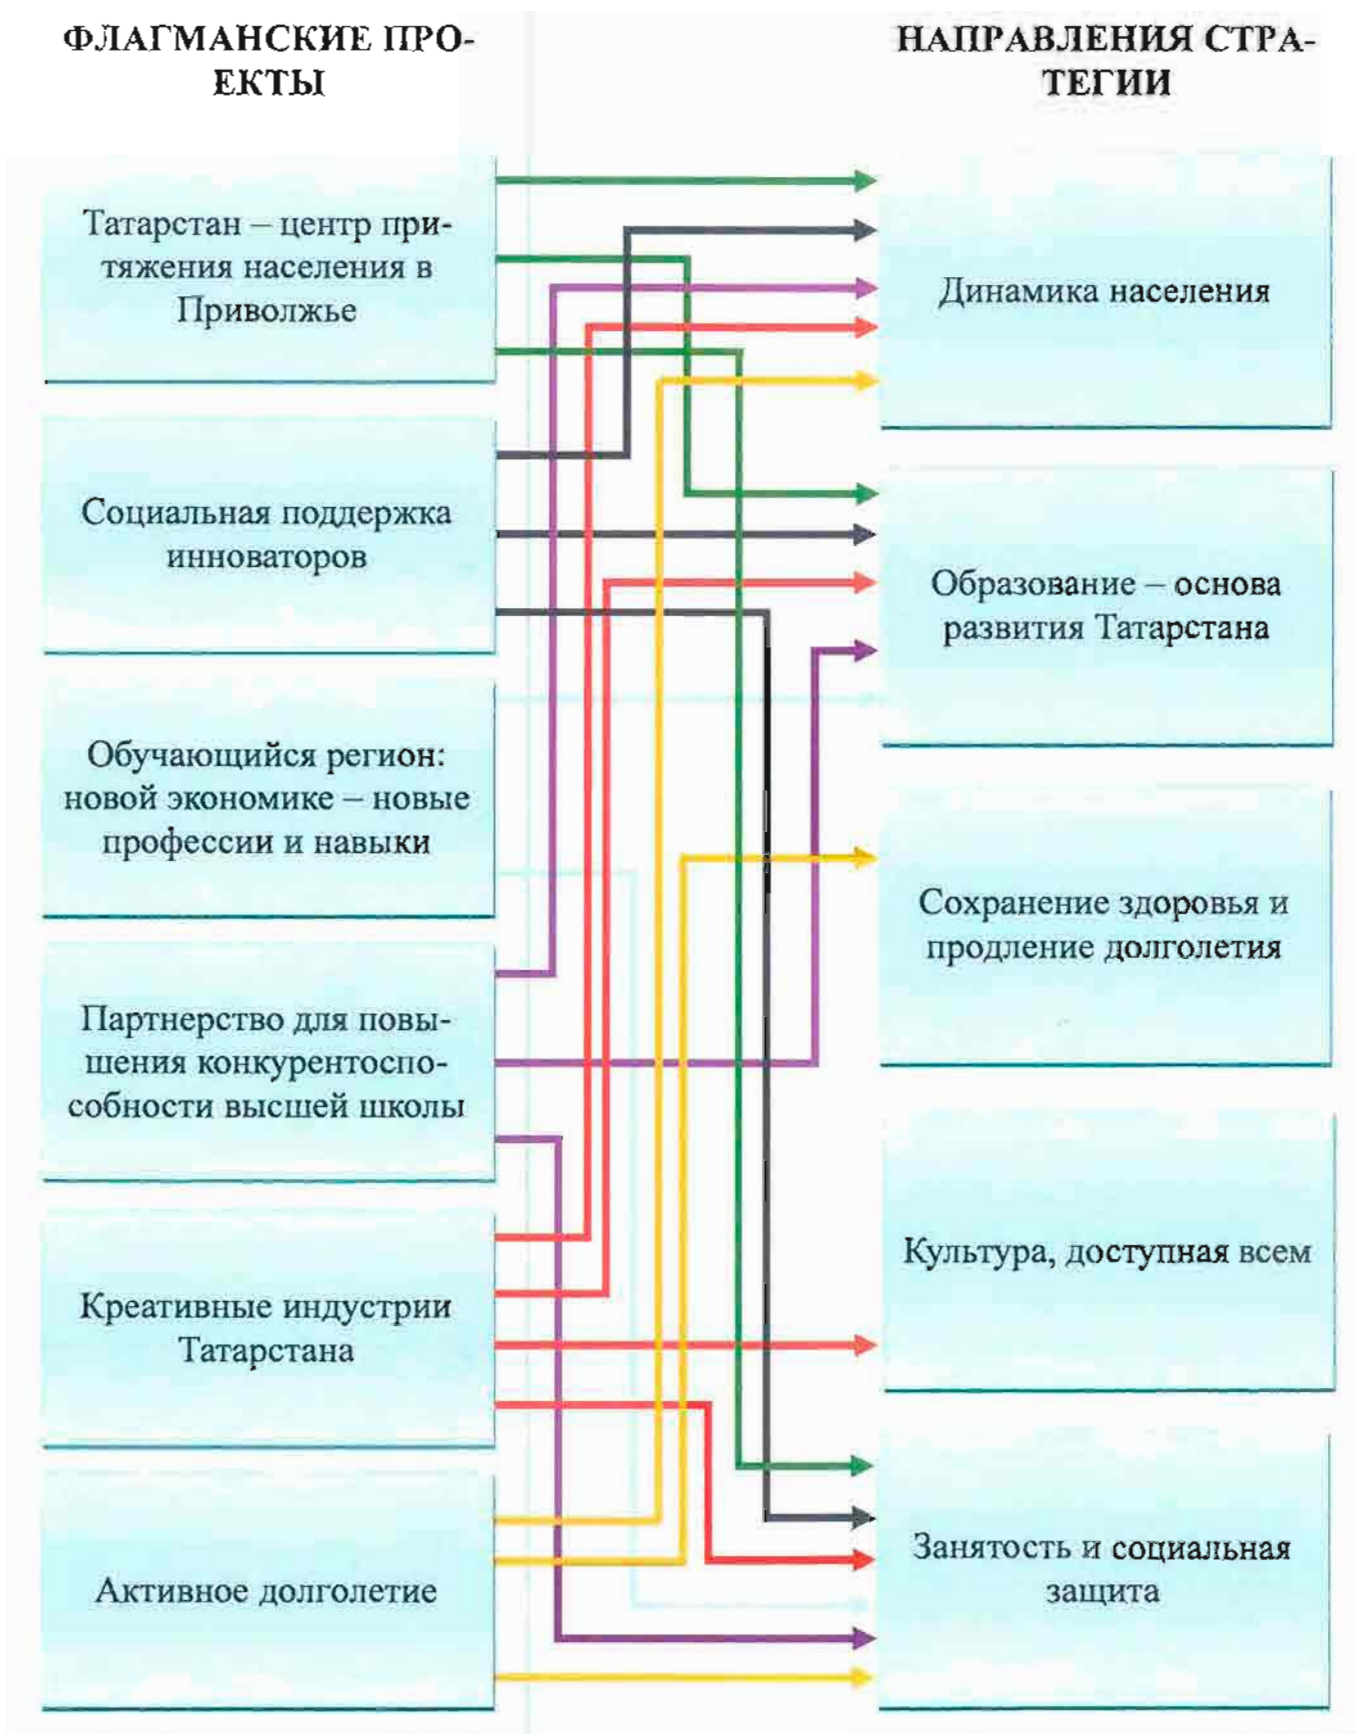 ФЛАГМАНСКИЕ ПРО-
ЕКТЫ
НАПРАВЛЕНИЯ СТРА-
ТЕГИИ
Татарстан – центр при-
тяжения населения в
Приволжье
Социальная поддержка
инноваторов
Обучающийся регион:
новой экономике – новые
профессии и навыки
Партнерство для повы-
шения конкурентоспо-
собности высшей школы
Креативные индустрии
Татарстана
Активное долголетие
Динамика населения
Образование – основа
развития Татарстана
Сохранение здоровья и
продление долголетия
Культура, доступная всем
Занятость и социальная
защита